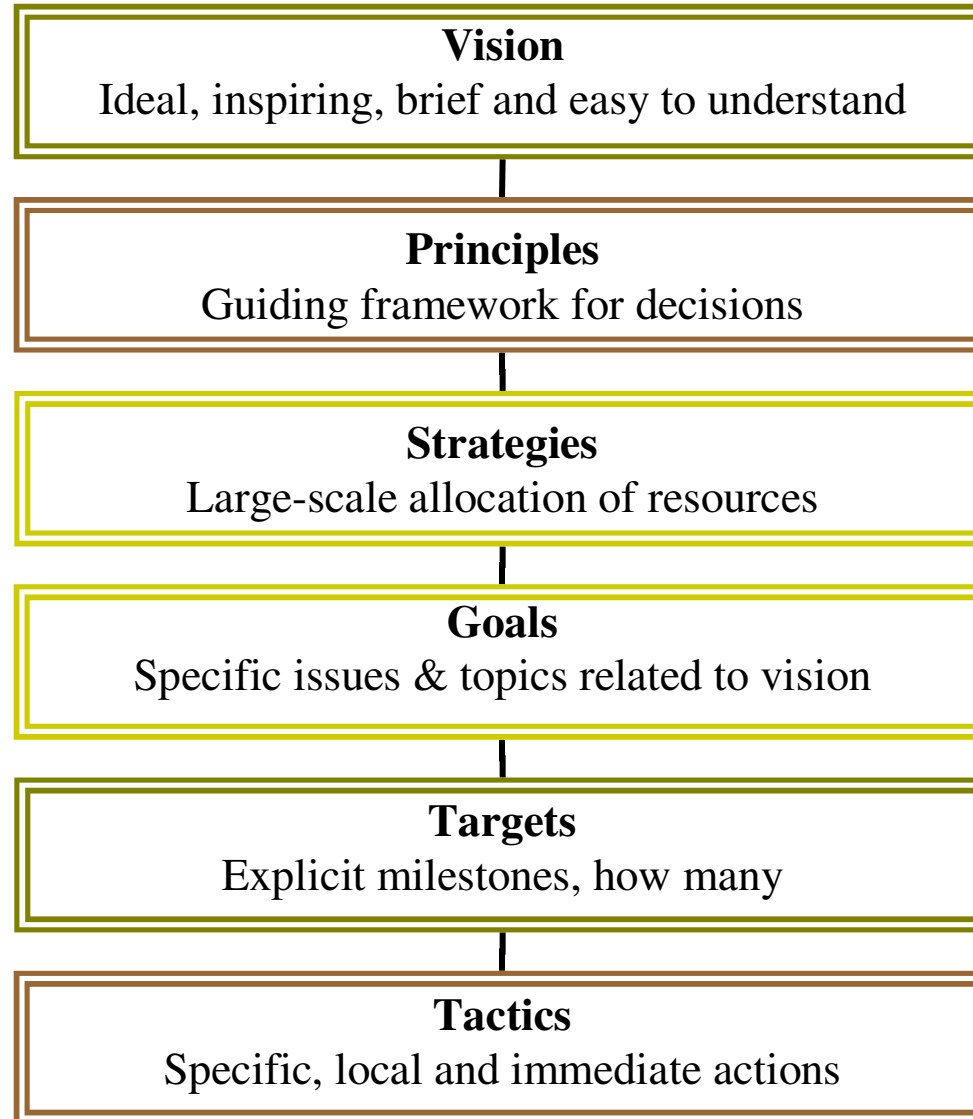 Vision
Ideal, inspiring, brief and easy to understand
Principles
Guiding framework for decisions
Strategies
Large-scale allocation of resources
Goals
Specific issues & topics related to vision
Targets
Explicit milestones, how many
Tactics
Specific, local and immediate actions